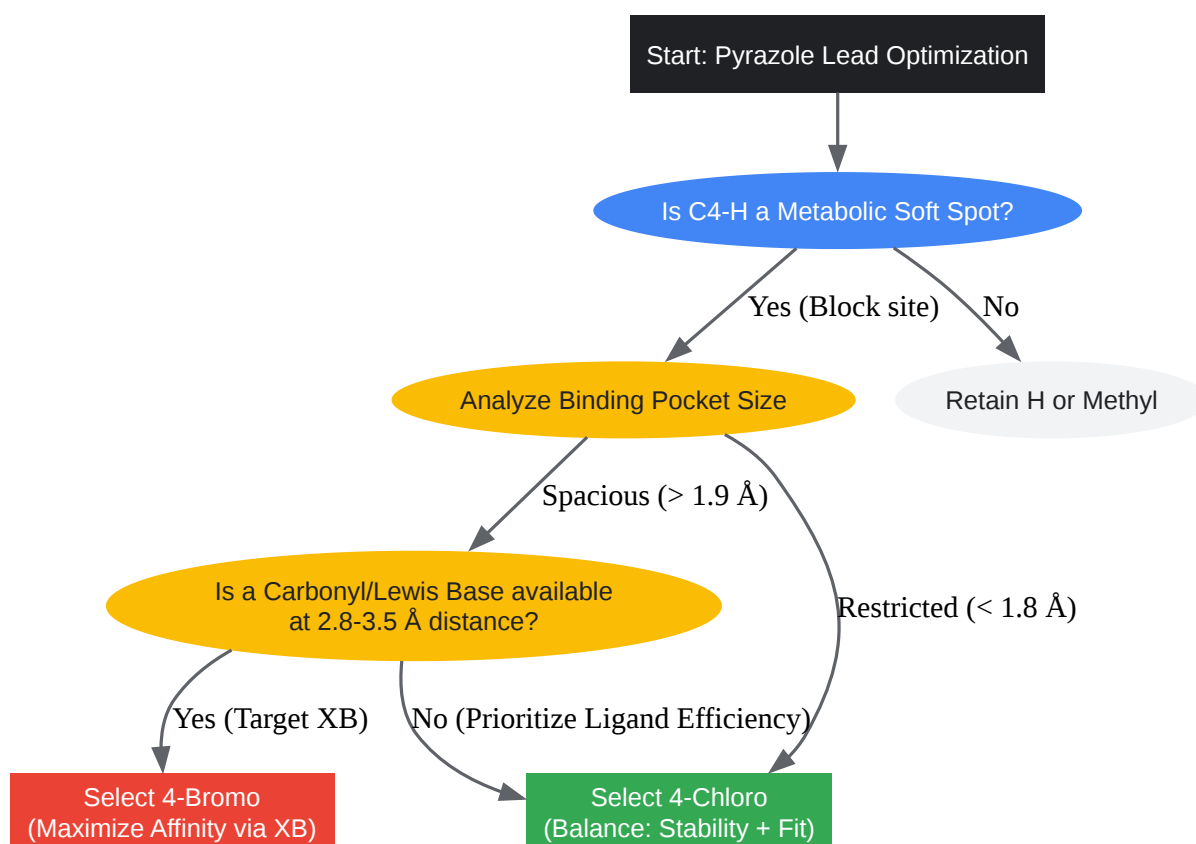 Start: Pyrazole Lead Optimization
Is C4-H a Metabolic Soft Spot?
Yes (Block site)
No
Analyze Binding Pocket Size
Retain H or Methyl
Spacious (> 1.9 Å)
Is a Carbonyl/Lewis Base available
at 2.8-3.5 Å distance?
Restricted (< 1.8 Å)
Yes (Target XB)
No (Prioritize Ligand Efficiency)
Select 4-Bromo
(Maximize Affinity via XB)
Select 4-Chloro
(Balance: Stability + Fit)